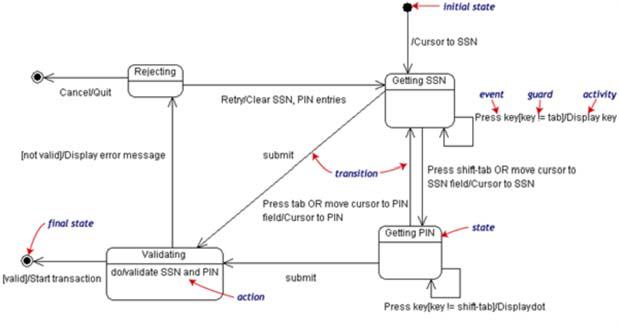 initial state
/Cursor to SSN
Rejecting
Getting SSN
Cancel/Quit
Retry/Clear SSN, PIN entries
event guard activity
Press key[key != tab]/Display key
[not valid]/Display error message
submit
transition
Press shift-tab OR move cursor to
SSN field/Cursor to SSN
Press tab OR move cursor to PIN
field/Cursor to PIN
final state
Getting PIN
state
Validating
do/validate SSN and PIN
submit
[valid]/Start transaction
action
Press key[key != shift-tab]/Displaydot